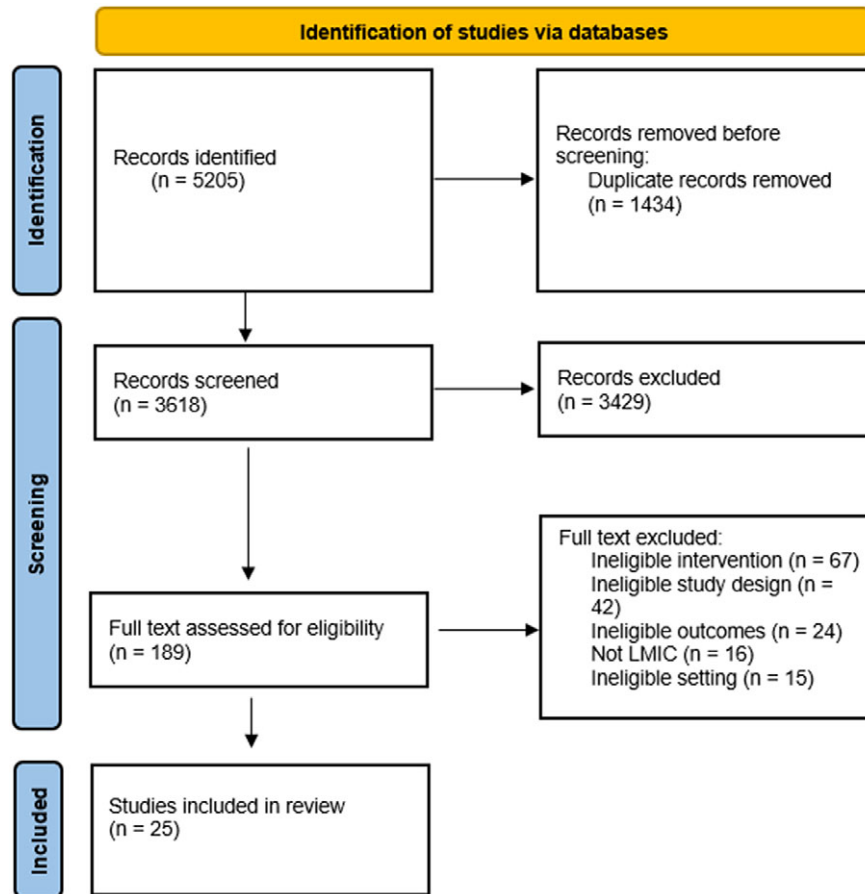 Identification of studies via databases
Identification
Records identified
(n = 5205)
Records removed before
screening:
Duplicate records removed
(n = 1434)
Screening
Records screened
(n = 3618)
Records excluded
(n = 3429)
Full text assessed for eligibility
(n = 189)
Full text excluded:
Ineligible intervention (n = 67)
Ineligible study design (n =
42)
Ineligible outcomes (n = 24)
Not LMIC (n = 16)
Ineligible setting (n = 15)
Included
Studies included in review
(n = 25)